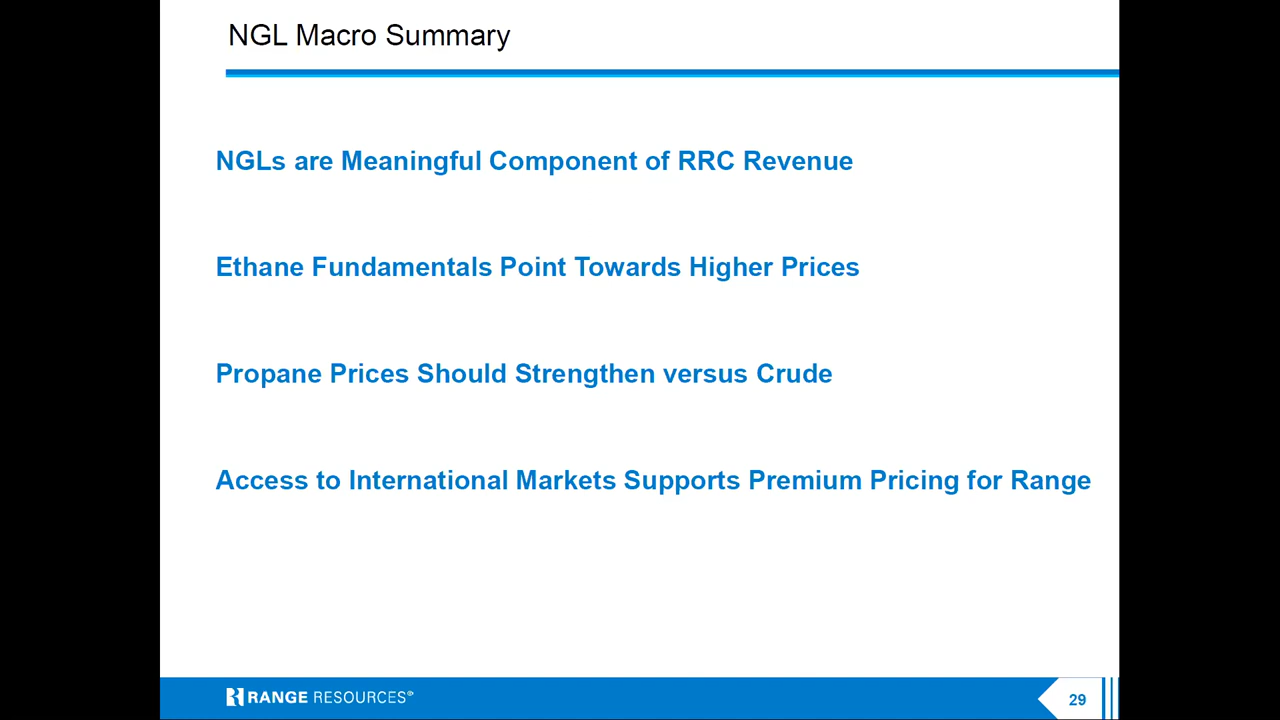 NGL Macro Summary
NGLs are Meaningful Component of RRC Revenue
Ethane Fundamentals Point Towards Higher Prices
Propane Prices Should Strengthen versus Crude
Access to International Markets Supports Premium Pricing for Range
RANGE RESOURCES®
29